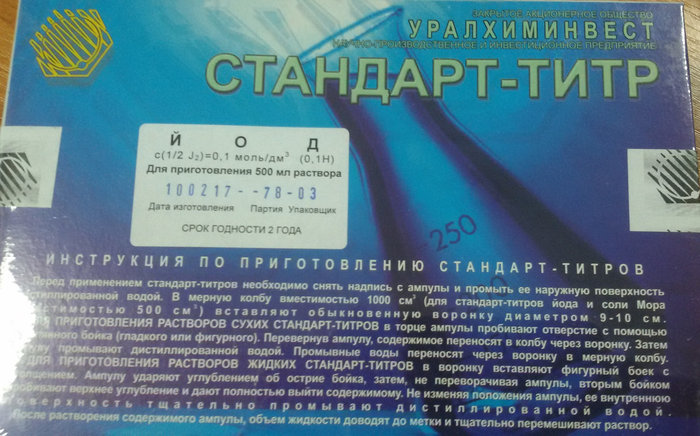 ЗАКРЫТОЕ АКЦИОНЕРНОЕ ОБЩЕСТВО
УРАЛХИМИНВЕСТ
НАУЧНО-ПРОИЗВОДСТВЕННОЕ И ИНВЕСТИЦИОННОЕ ПРЕДПРИЯТИЕ
СТАНДАРТ-ТИТР
ЙОД
с(1/2 J₂)=0,1 моль/дм³ (0,1Н)
Для приготовления 500 мл раствора
100217--78-03
Дата изготовления Партия Упаковщик
СРОК ГОДНОСТИ 2 ГОДА
250
ИНСТРУКЦИЯ ПО ПРИГОТОВЛЕНИЮ СТАНДАРТ-ТИТРОВ
Перед применением стандарт-титров необходимо снять надпись с ампулы и промыть ее наружную поверхность
дистиллированной водой. В мерную колбу вместимостью 1000 см³ (для стандарт-титров йода и соли Мора
вместимостью 500 см³) вставляют обыкновенную воронку диаметром 9-10 см.
ДЛЯ ПРИГОТОВЛЕНИЯ РАСТВОРОВ СУХИХ СТАНДАРТ-ТИТРОВ в торце ампулы пробивают отверстие с помощью
бойка (гладкого или фигурного). Перевернув ампулу, содержимое переносят в колбу через воронку. Затем
промывают дистиллированной водой. Промывные воды переносят через воронку в мерную колбу.
ДЛЯ ПРИГОТОВЛЕНИЯ РАСТВОРОВ ЖИДКИХ СТАНДАРТ-ТИТРОВ в воронку вставляют фигурный боек с
Ампулу ударяют углублением об острие бойка, затем, не переворачивая ампулы, вторым бойком
пробивают верхнее углубление и дают полностью выйти содержимому. Не изменяя положения ампулы, ее внутреннюю
поверхность тщательно промывают дистиллированной водой.
После растворения содержимого ампулы, объем жидкости доводят до метки и тщательно перемешивают раствор.